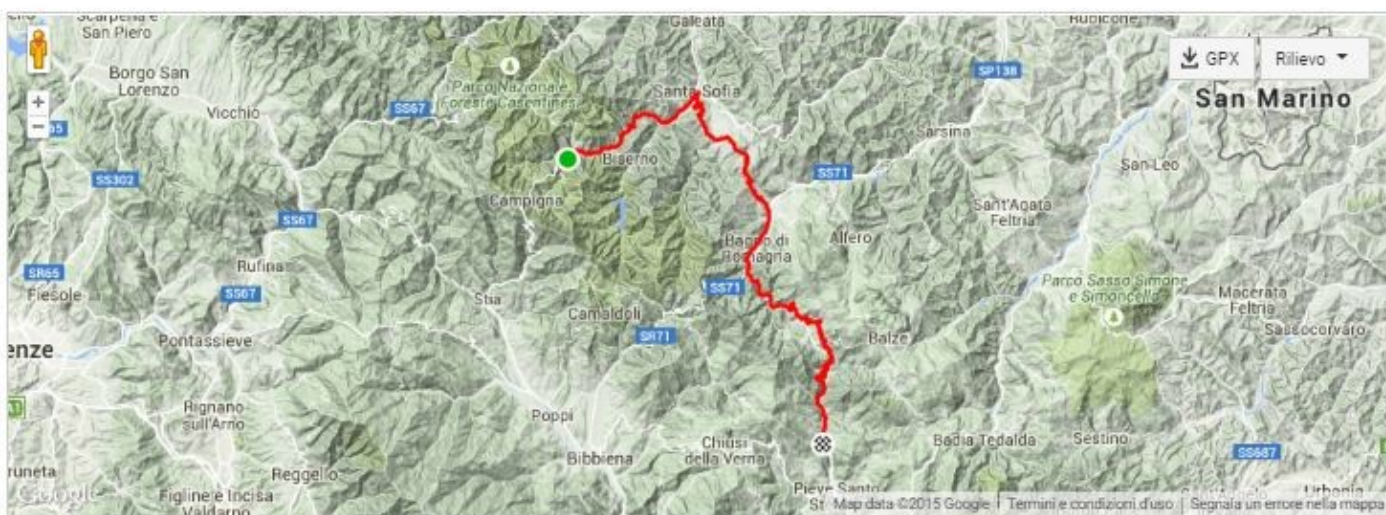 Scarperia e
San Piero
Galeata
Rubicone
GPX
Rilievo
Borgo San
Lorenzo
Parco Nazionale
Foreste Casentines
Santa Sofia
SP138
San Marino
Vicchio
SS67
Sarsina
Biserno
San Leo
SS302
SS71
Campigna
Sant'Agata
Feltria
SS67
Alfero
Bagno di
Romagna
Rufina
SR65
Fiesole
SS67
Stia
SS71
Camaldoli
Parco Sasso Simone
e Simoncello
Macerata
Feltria
Sassocorvaro
enze
Pontassieve
SR71
Balze
Rignano
sull'Arno
Poppi
Chiusi
della Verna
Badia Tedalda
Sestino
SS687
Bibbiena
Reggello
Figline e Incisa
Valdarno
Pieve Santo
Urbania
Google
Map data ©2015 Google
Termini e condizioni d'uso
Segnala un errore nella mappa